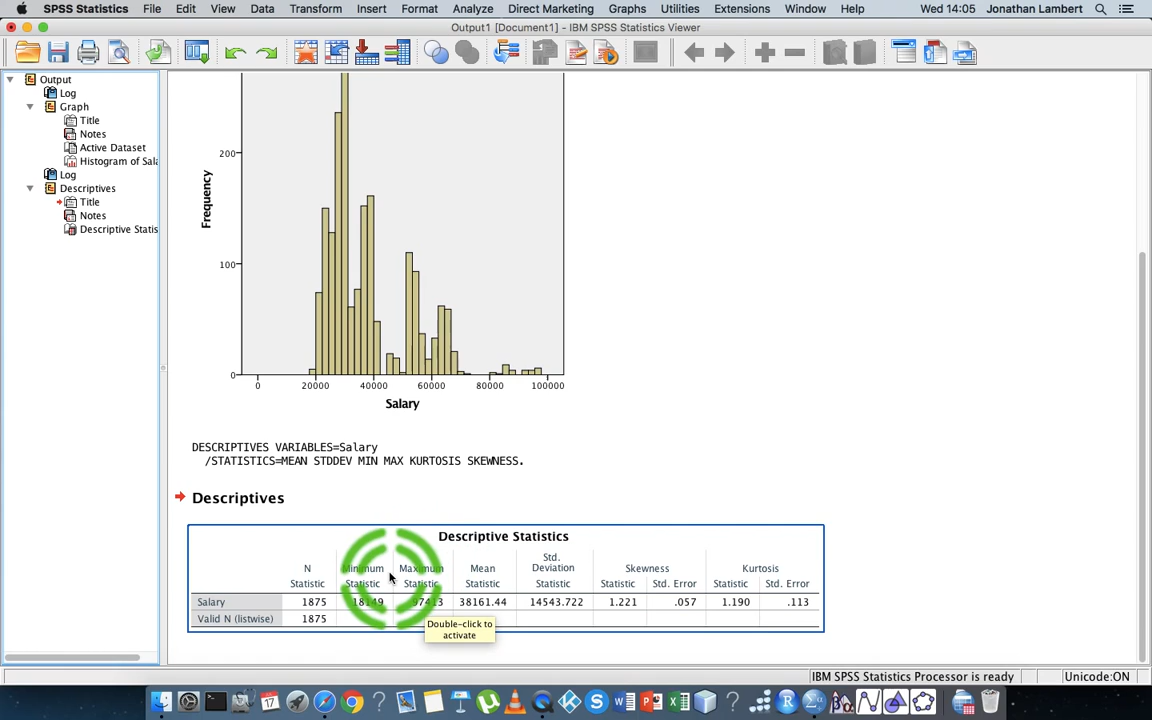 SPSS Statistics File Edit View Data Transform Insert Format Analyze Direct Marketing Graphs Utilities Extensions Window Help Wed 14:05 Jonathan Lambert
Output1 [Document1] - IBM SPSS Statistics Viewer
Output
Log
Graph
Title
Notes
Active Dataset
Histogram of Sala
Log
Descriptives
Title
Notes
Descriptive Statis
Frequency
200
100
0
0 20000 40000 60000 80000 100000
Salary
DESCRIPTIVES VARIABLES=Salary
/STATISTICS=MEAN STDDEV MIN MAX KURTOSIS SKEWNESS.
Descriptives
Descriptive Statistics
N Minimum Maximum Mean Std. Deviation Skewness Kurtosis
Statistic Statistic Statistic Statistic Statistic Statistic Std. Error Statistic Std. Error
Salary 1875 18149 97413 38161.44 14543.722 1.221 .057 1.190 .113
Valid N (listwise) 1875
Double-click to
activate
IBM SPSS Statistics Processor is ready Unicode:ON